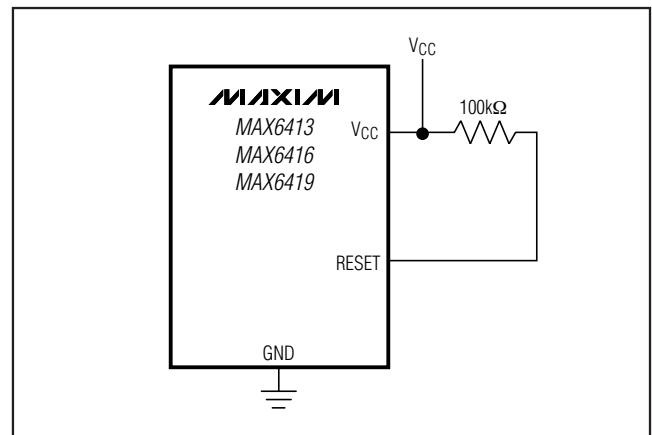 VCC
MAXIM
100kΩ
MAX6413
VCC
MAX6416
MAX6419
RESET
GND